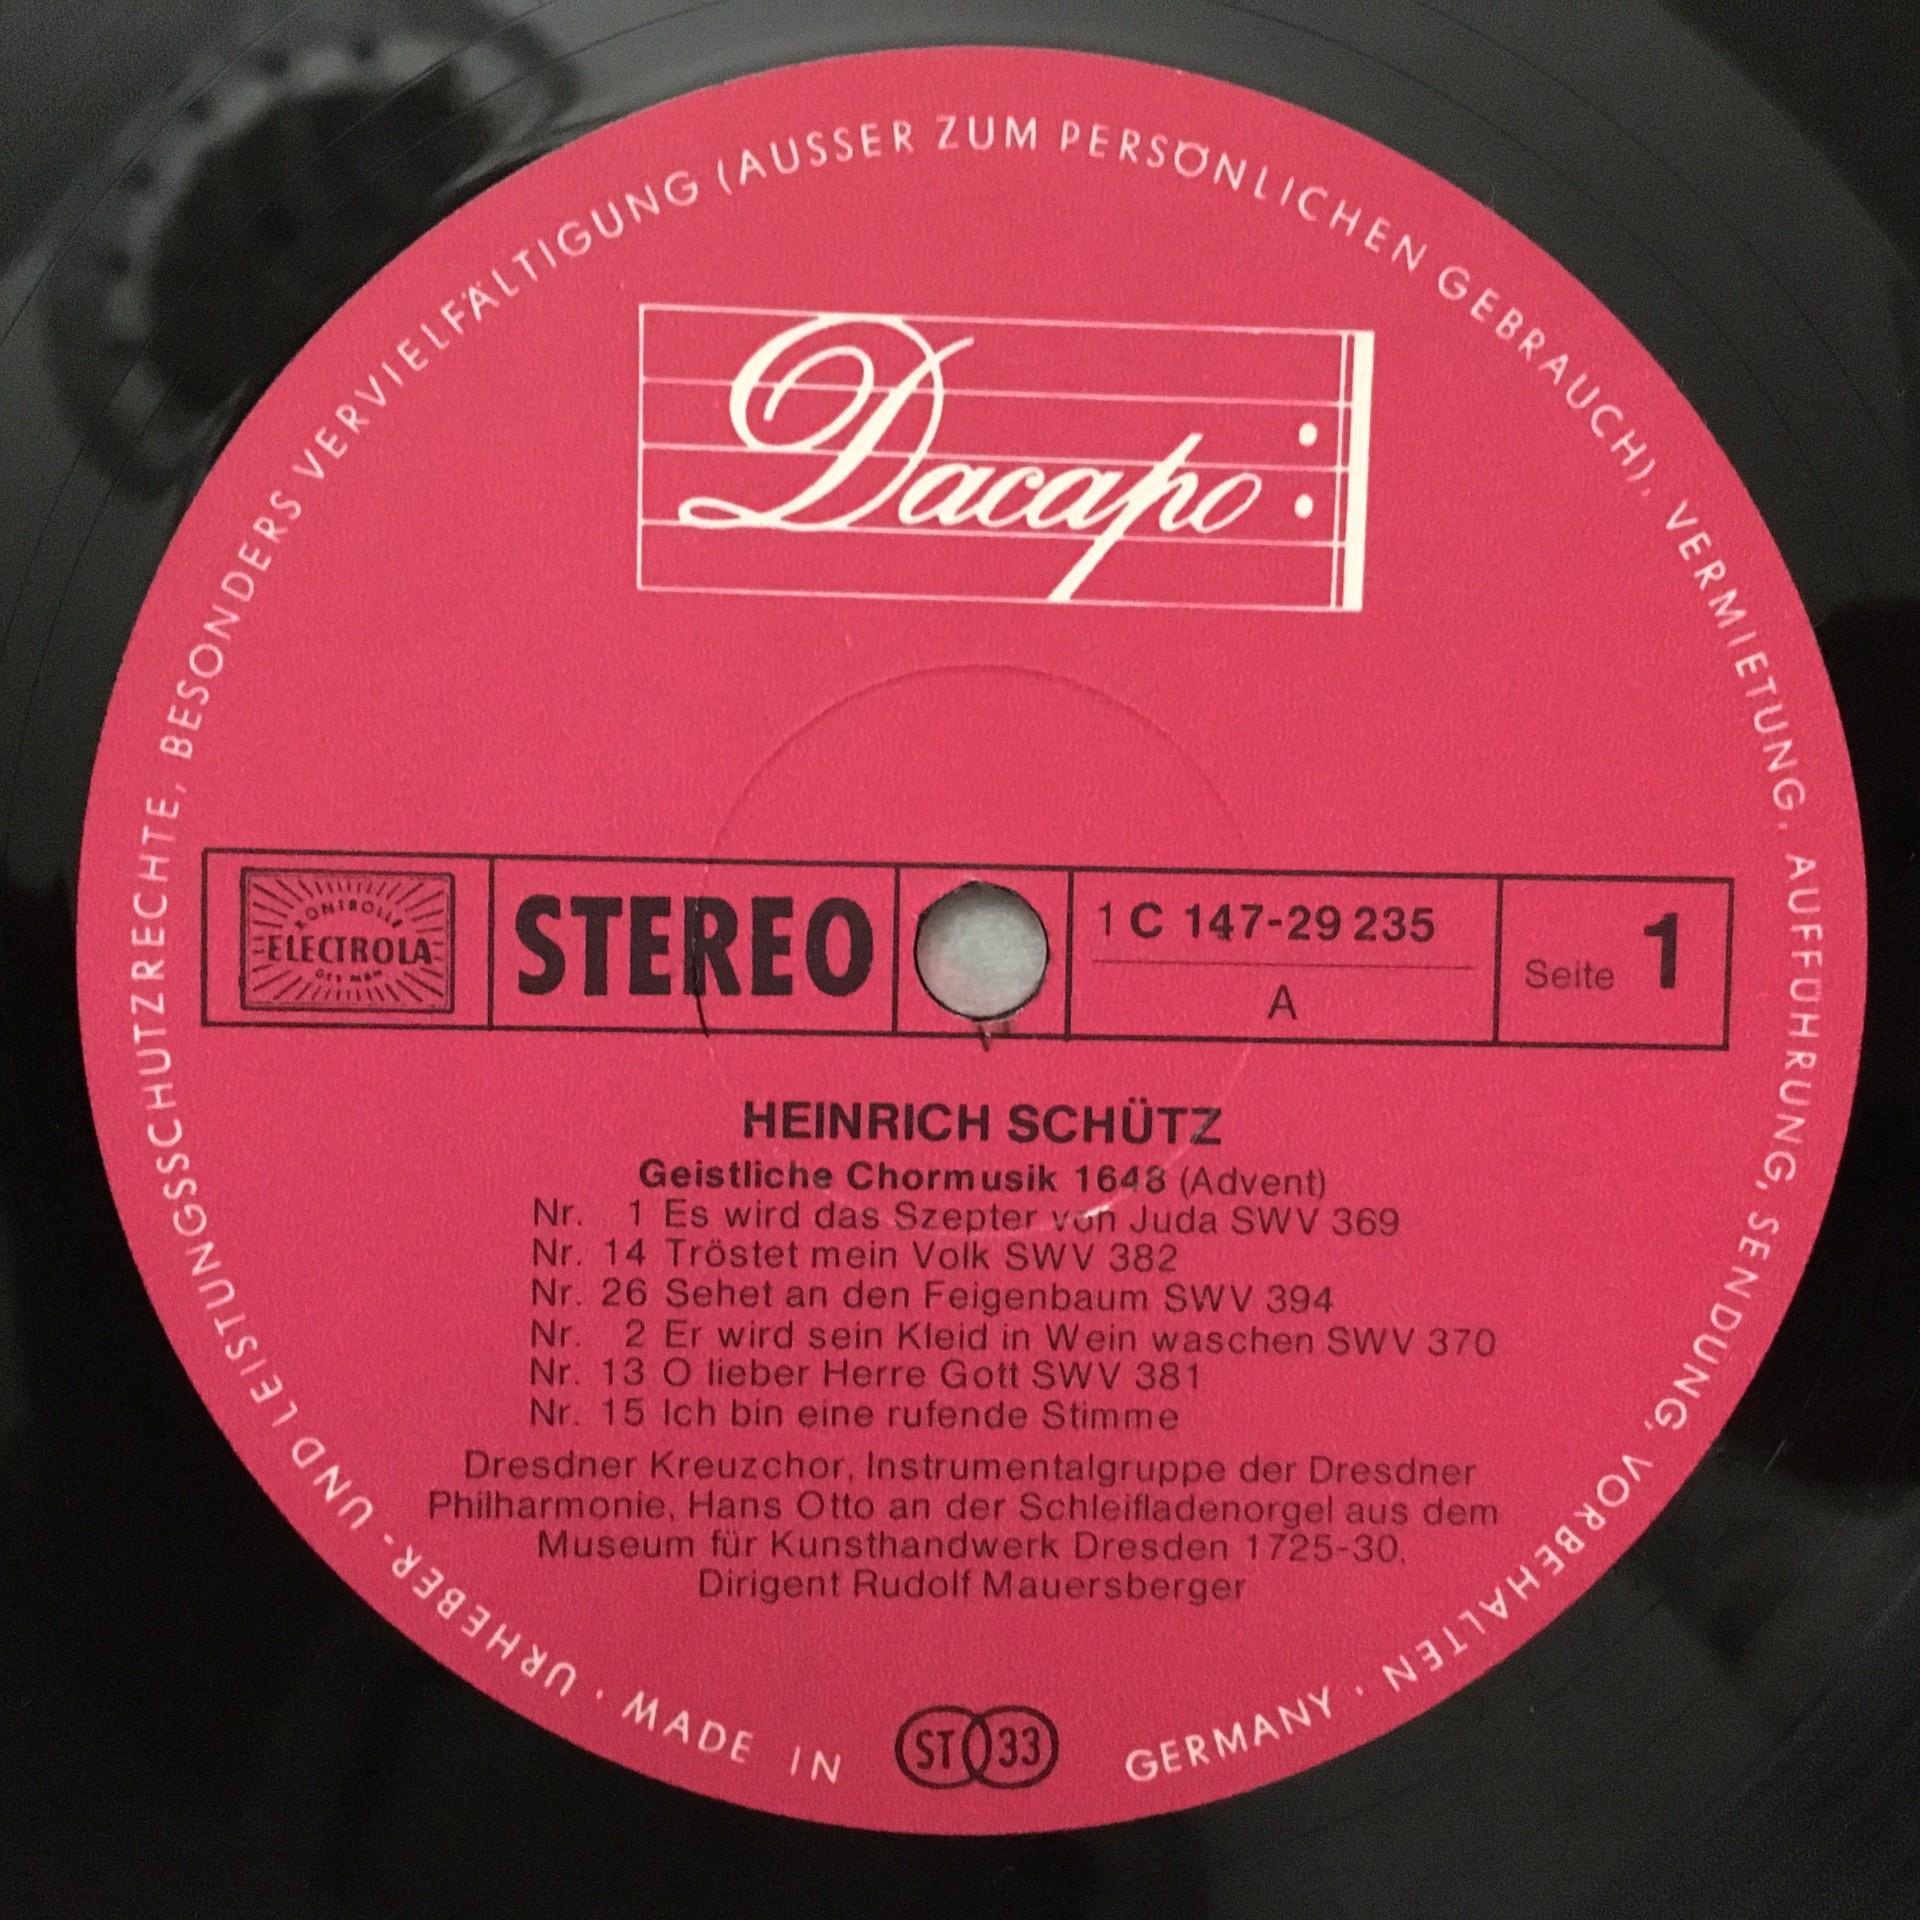 URHEBER- UND LEISTUNGSSCHUTZRECHTE, BESONDERS VERVIELFÄLTIGUNG (AUSSER ZUM PERSÖNLICHEN GEBRAUCH), VERMIETUNG, AUFFÜHRUNG, SENDUNG, VORBEHALTEN ·
Dacapo
KONTROLLE
ELECTROLA
STEREO
1 C 147-29 235
A
Seite 1
HEINRICH SCHÜTZ
Geistliche Chormusik 1648 (Advent)
Nr. 1 Es wird das Szepter von Juda SWV 369
Nr. 14 Tröstet mein Volk SWV 382
Nr. 26 Sehet an den Feigenbaum SWV 394
Nr. 2 Er wird sein Kleid in Wein waschen SWV 370
Nr. 13 O lieber Herre Gott SWV 381
Nr. 15 Ich bin eine rufende Stimme
Dresdner Kreuzchor, Instrumentalgruppe der Dresdner
Philharmonie, Hans Otto an der Schleifladenorgel aus dem
Museum für Kunsthandwerk Dresden 1725-30,
Dirigent Rudolf Mauersberger
· MADE IN GERMANY
ST 33